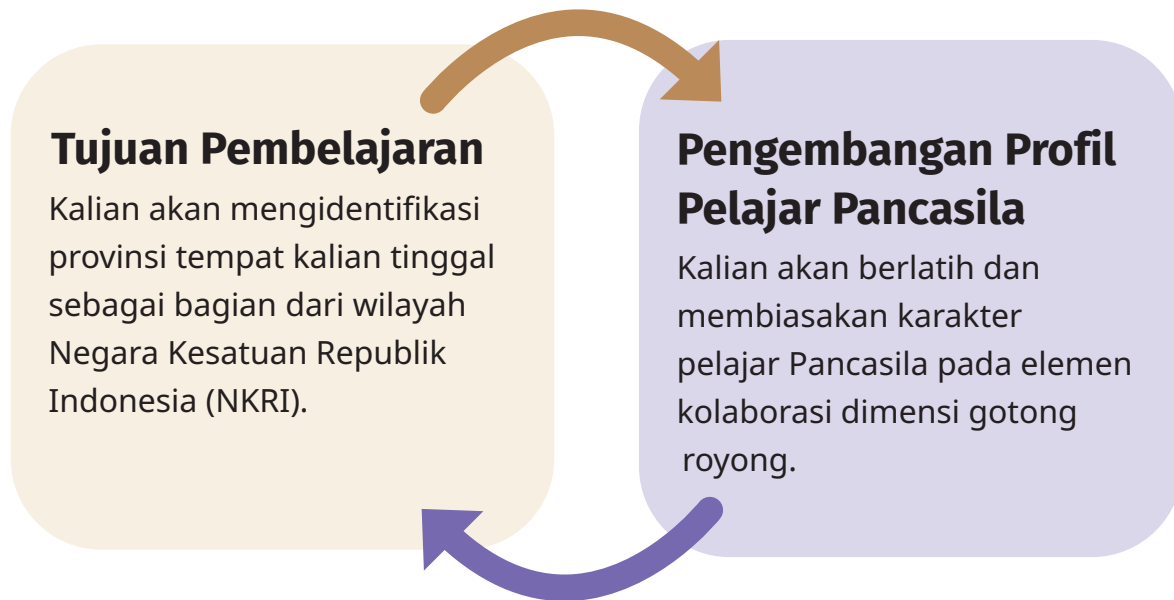 Tujuan Pembelajaran
Kalian akan mengidentifikasi
provinsi tempat kalian tinggal
sebagai bagian dari wilayah
Negara Kesatuan Republik
Indonesia (NKRI).
Pengembangan Profil
Pelajar Pancasila
Kalian akan berlatih dan
membiasakan karakter
pelajar Pancasila pada elemen
kolaborasi dimensi gotong
royong.